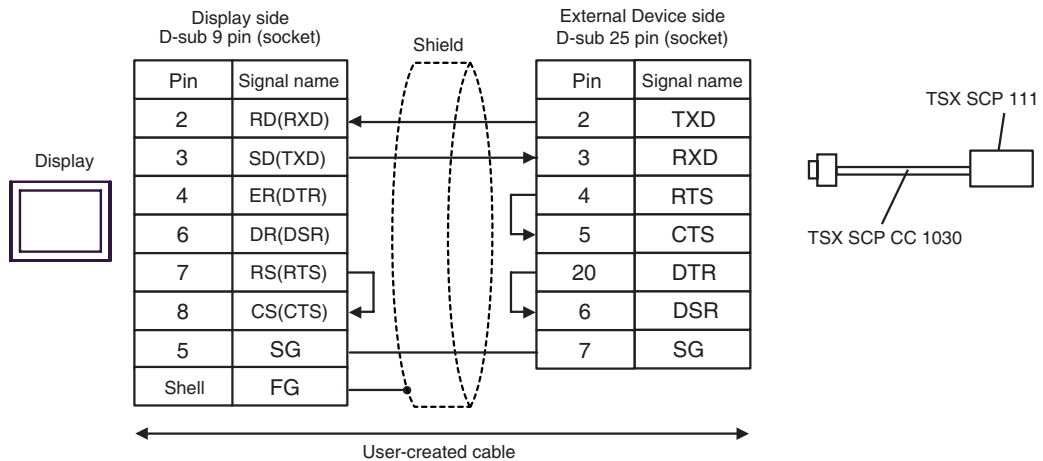 Display side
D-sub 9 pin (socket)
Shield
External Device side
D-sub 25 pin (socket)
Pin Signal name
2 RD(RXD)
3 SD(TXD)
4 ER(DTR)
6 DR(DSR)
7 RS(RTS)
8 CS(CTS)
5 SG
Shell FG
Pin Signal name
2 TXD
3 RXD
4 RTS
5 CTS
20 DTR
6 DSR
7 SG
Display
TSX SCP 111
TSX SCP CC 1030
User-created cable